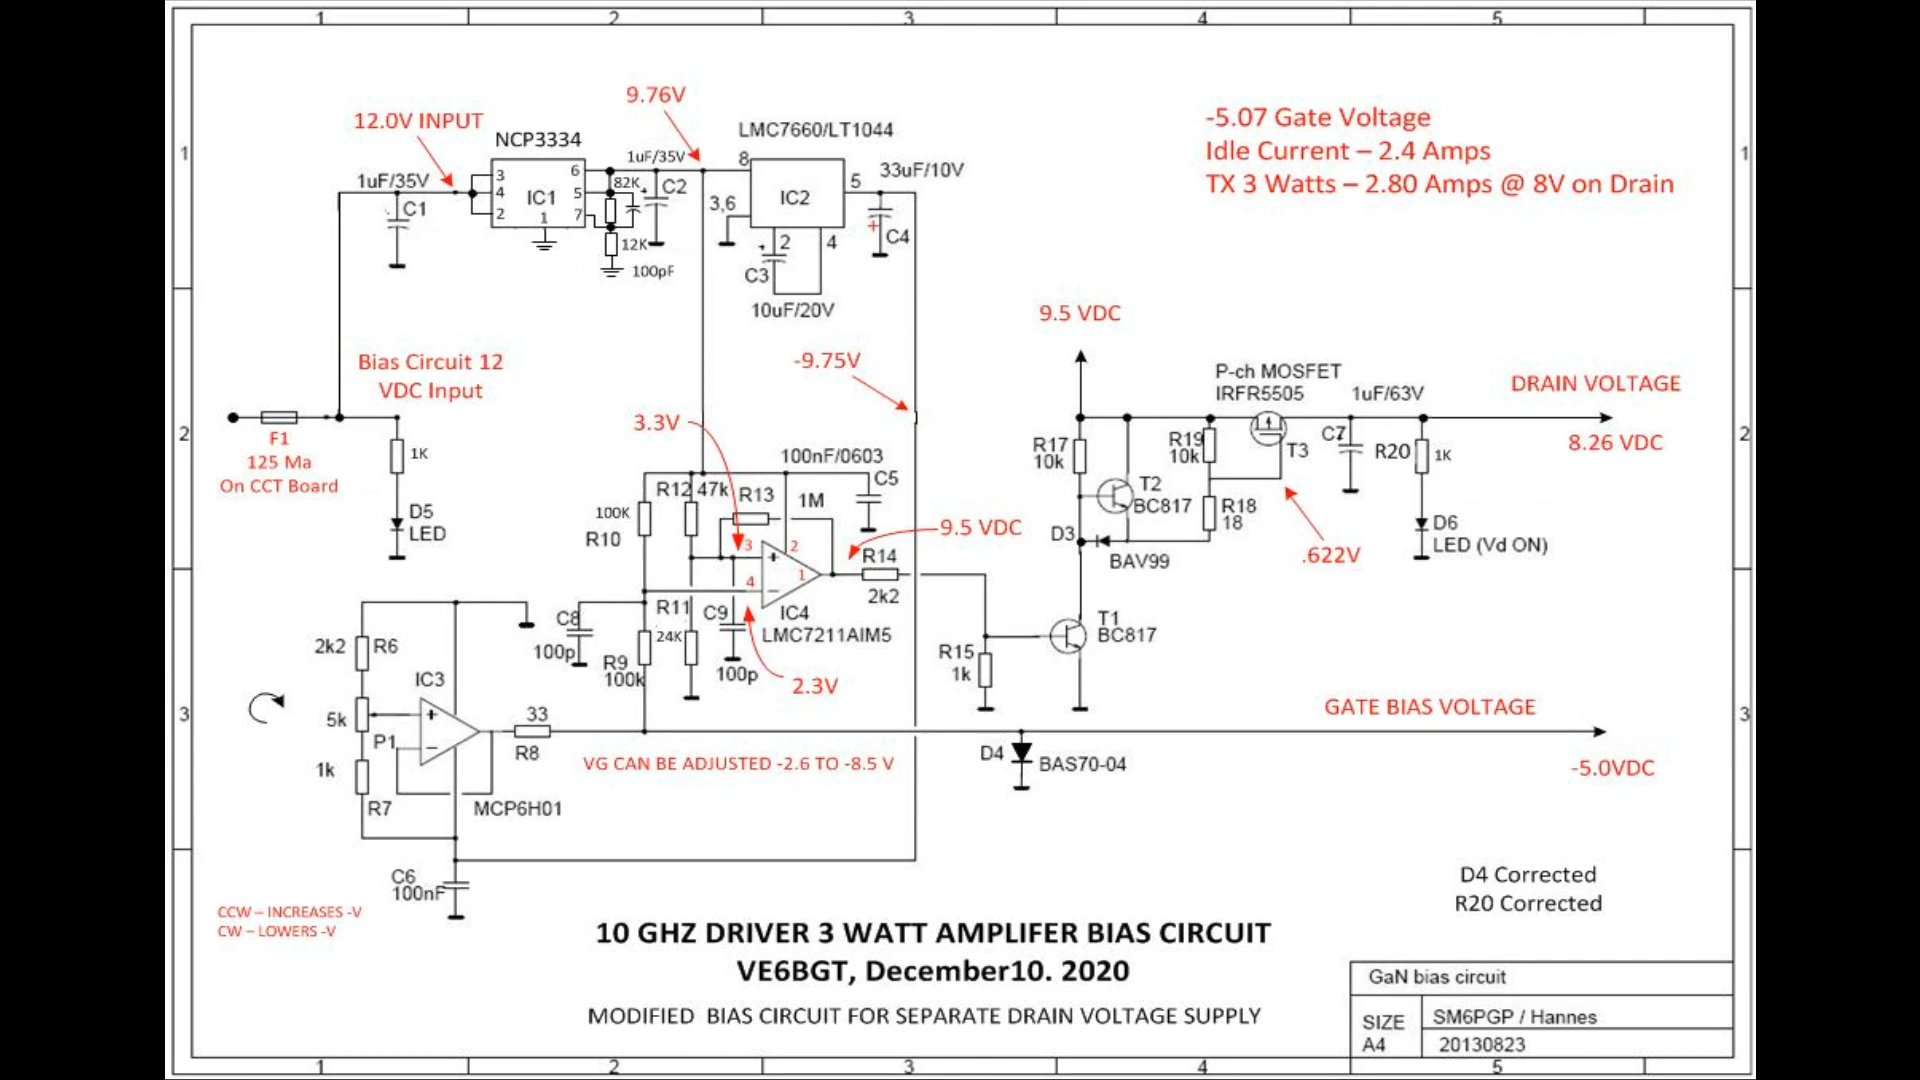 1 2 3 4 5
9.76V
12.0V INPUT
NCP3334
LMC7660/LT1044
-5.07 Gate Voltage
Idle Current – 2.4 Amps
TX 3 Watts – 2.80 Amps @ 8V on Drain
1
1
1uF/35V
1uF/35V
33uF/10V
3
4
2
IC1
1
6
5
7
82K
C2
8
3,6
IC2
5
C1
12K
100pF
2
4
C3
C4
10uF/20V
9.5 VDC
Bias Circuit 12
VDC Input
-9.75V
P-ch MOSFET
IRFR5505
1uF/63V
DRAIN VOLTAGE
2
2
F1
125 Ma
On CCT Board
1K
3.3V
8.26 VDC
100nF/0603
C5
R17
10k
R19
10k
T3
C7
R20
1K
R12
47k
R13
1M
T2
BC817
R18
18
D5
LED
100K
R10
9.5 VDC
D3
BAV99
.622V
D6
LED (Vd ON)
3
2
+
1
4
–
R14
2k2
IC4
LMC7211AIM5
C8
100p
R11
24K
C9
100p
R9
100k
T1
BC817
2k2
R6
R15
1k
2.3V
IC3
3
3
5k
P1
+
–
33
R8
GATE BIAS VOLTAGE
VG CAN BE ADJUSTED -2.6 TO -8.5 V
D4
BAS70-04
-5.0VDC
1k
R7
MCP6H01
C6
100nF
CCW – INCREASES -V
CW – LOWERS -V
D4 Corrected
R20 Corrected
10 GHZ DRIVER 3 WATT AMPLIFER BIAS CIRCUIT
VE6BGT, December10. 2020
MODIFIED BIAS CIRCUIT FOR SEPARATE DRAIN VOLTAGE SUPPLY
GaN bias circuit
SIZE
A4
SM6PGP / Hannes
20130823
1 2 3 4 5